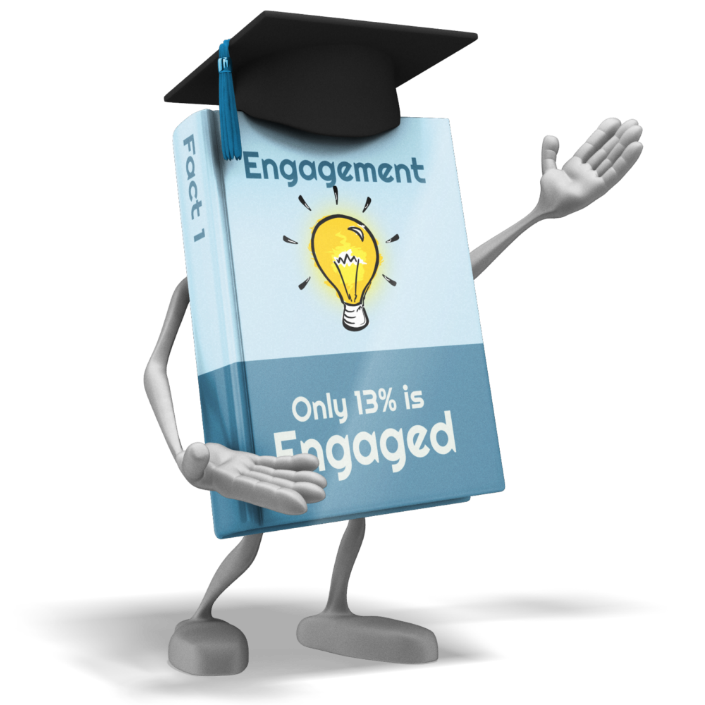 Fact 1
Engagement
Only 13% is
Engaged